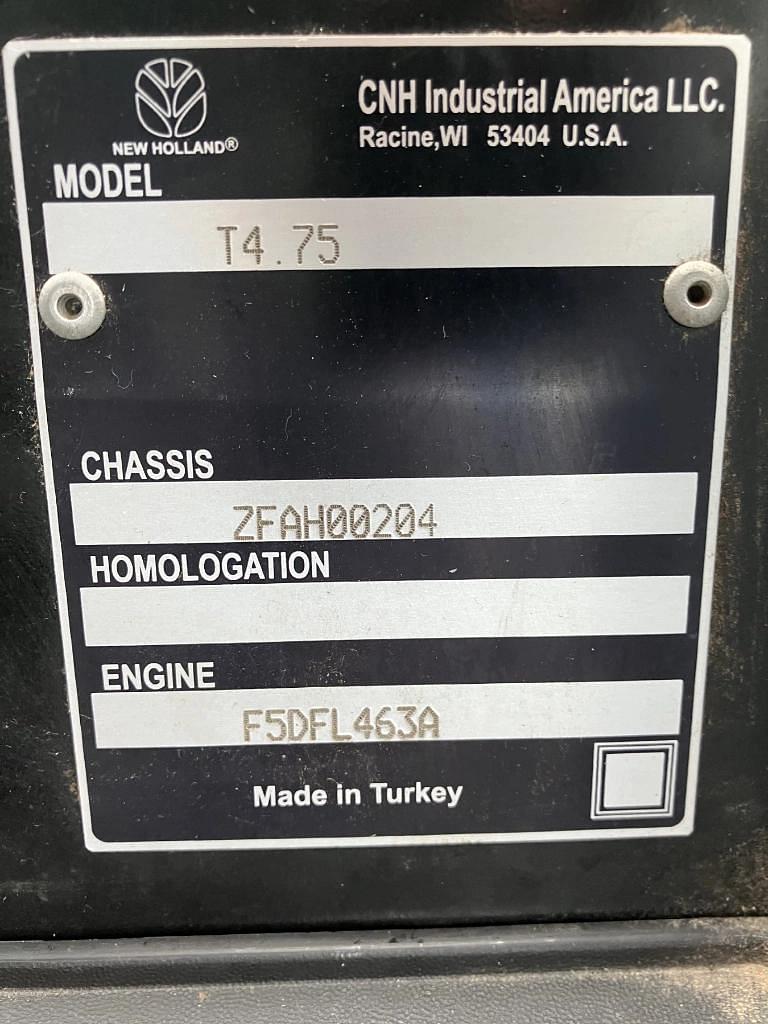 NEW HOLLAND®
CNH Industrial America LLC.
Racine,WI 53404 U.S.A.
MODEL
T4.75
CHASSIS
ZFAH00204
HOMOLOGATION
ENGINE
F5DFL463A
Made in Turkey